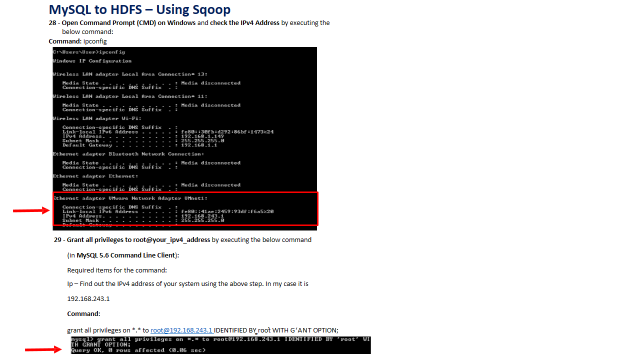 MySQL to HDFS – Using Sqoop
28 - Open Command Prompt (CMD) on Windows and check the IPv4 Address by executing the
below command:
Command: Ipconfig
C:\Users\User>ipconfig
Windows IP Configuration
Wireless LAN adapter Local Area Connection* 13:
Media State . . . . . . . . . . . : Media disconnected
Connection-specific DNS Suffix . :
Wireless LAN adapter Local Area Connection* 11:
Media State . . . . . . . . . . . : Media disconnected
Connection-specific DNS Suffix . :
Wireless LAN adapter Wi-Fi:
Connection-specific DNS Suffix . :
Link-local IPv6 Address . . . . . :
IPv4 Address. . . . . . . . . . . : 192.168.1.149
Subnet Mask . . . . . . . . . . . : 255.255.255.0
Default Gateway . . . . . . . . . : 192.168.1.1
Ethernet adapter Bluetooth Network Connection:
Media State . . . . . . . . . . . : Media disconnected
Connection-specific DNS Suffix . :
Ethernet adapter Ethernet:
Media State . . . . . . . . . . . : Media disconnected
Connection-specific DNS Suffix . :
Ethernet adapter VMware Network Adapter VMnet1:
Connection-specific DNS Suffix . :
Link-local IPv6 Address . . . . . :
IPv4 Address. . . . . . . . . . . : 192.168.243.1
Subnet Mask . . . . . . . . . . . : 255.255.255.0
Default Gateway . . . . . . . . . :
29 - Grant all privileges to root@your_ipv4_address by executing the below command
(in MySQL 5.6 Command Line Client):
Required items for the command:
Ip – Find out the IPv4 address of your system using the above step. In my case it is
192.168.243.1
Command:
grant all privileges on *.* to root@192.168.243.1 IDENTIFIED BY 'root' WITH GRANT OPTION;
mysql> grant all privileges on *.* to root@192.168.243.1 IDENTIFIED BY 'root' WI
TH GRANT OPTION;
Query OK, 0 rows affected (0.06 sec)